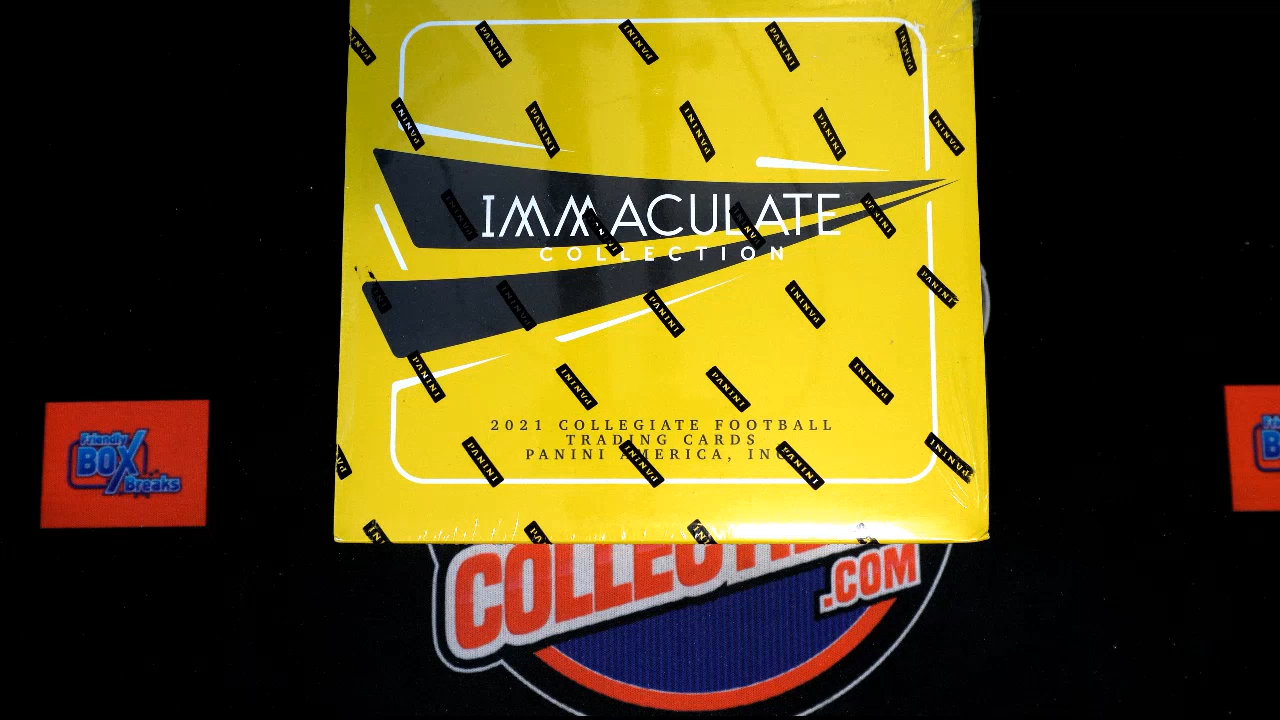 IMMACULATE
COLLECTION
2021 COLLEGIATE FOOTBALL
TRADING CARDS
PANINI AMERICA, INC.
PANINI
Friendly
BOX
Breaks
.COM